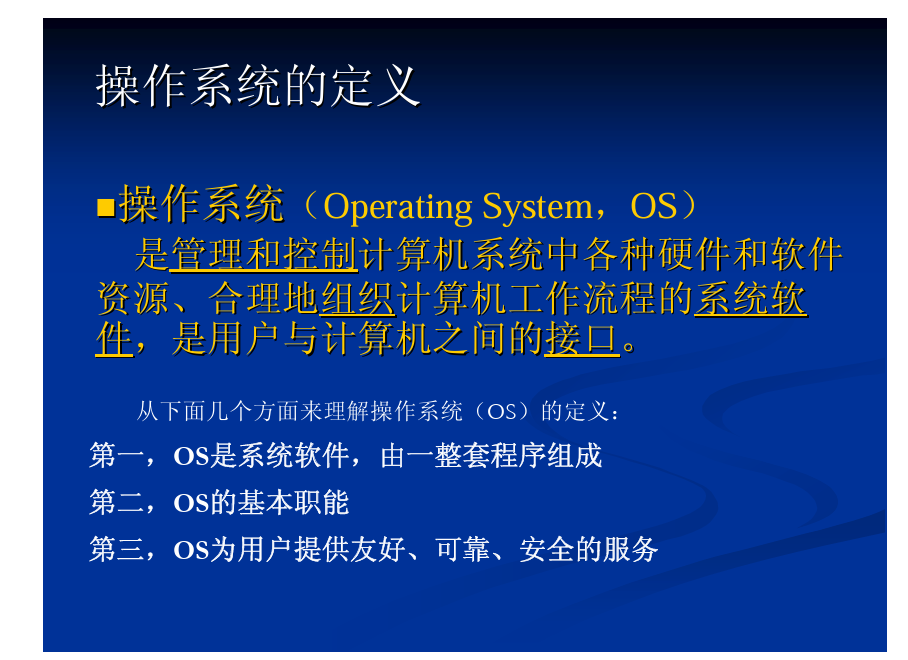 操作系统的定义
■操作系统（Operating System，OS）
是管理和控制计算机系统中各种硬件和软件
资源、合理地组织计算机工作流程的系统软
件，是用户与计算机之间的接口。
从下面几个方面来理解操作系统（OS）的定义：
第一，OS是系统软件，由一整套程序组成
第二，OS的基本职能
第三，OS为用户提供友好、可靠、安全的服务